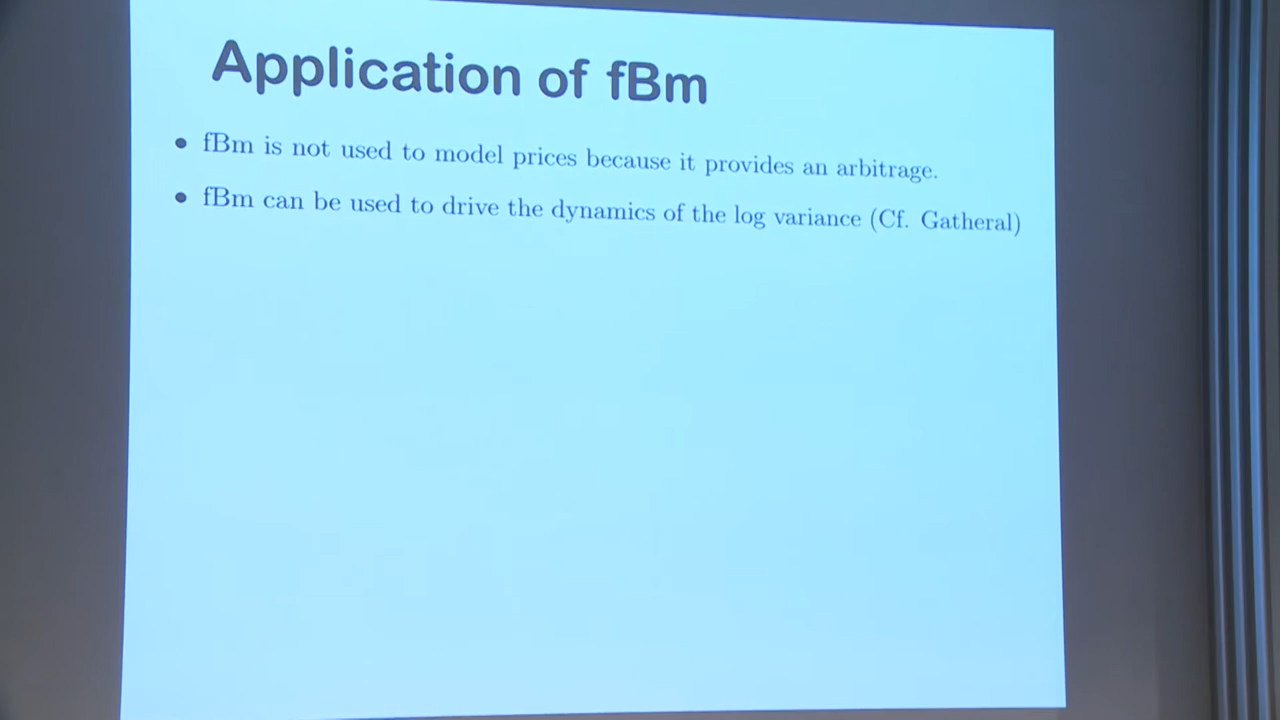 Application of fBm
• fBm is not used to model prices because it provides an arbitrage.
• fBm can be used to drive the dynamics of the log variance (Cf. Gatheral)